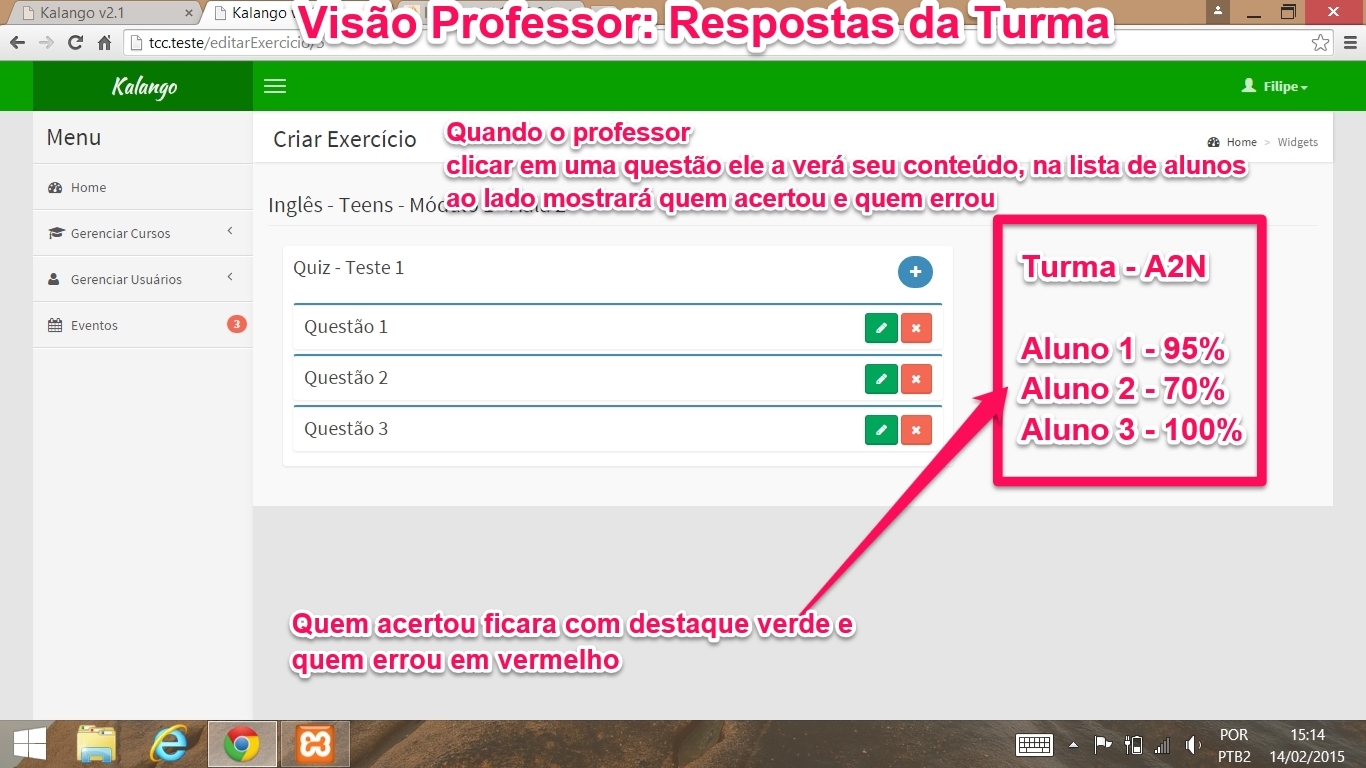 Kalango v2.1
Kalango v
Visão Professor: Respostas da Turma
tcc.teste/editarExercicio/3
Kalango
Filipe
Menu
Criar Exercício
Home > Widgets
Quando o professor
clicar em uma questão ele a verá seu conteúdo, na lista de alunos
ao lado mostrará quem acertou e quem errou
Home
Gerenciar Cursos
Gerenciar Usuários
Eventos 3
Inglês - Teens -
Quiz - Teste 1
Questão 1
Questão 2
Questão 3
Turma - A2N
Aluno 1 - 95%
Aluno 2 - 70%
Aluno 3 - 100%
Quem acertou ficara com destaque verde e
quem errou em vermelho
POR
PTB2
15:14
14/02/2015